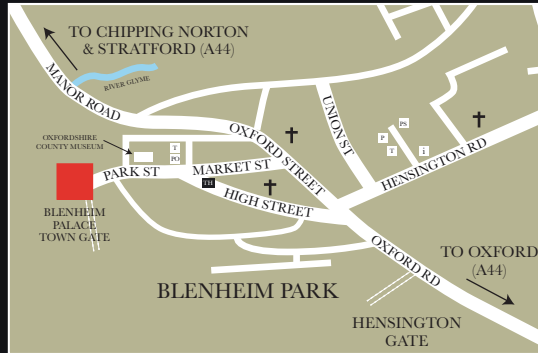 TO CHIPPING NORTON
& STRATFORD (A44)
MANOR ROAD
RIVER GLYME
OXFORDSHIRE
COUNTY MUSEUM
T
PO
PARK ST
MARKET ST
TH
HIGH STREET
OXFORD STREET
UNION ST
PS
P
T
i
HENSINGTON RD
BLENHEIM
PALACE
TOWN GATE
OXFORD RD
TO OXFORD
(A44)
BLENHEIM PARK
HENSINGTON
GATE